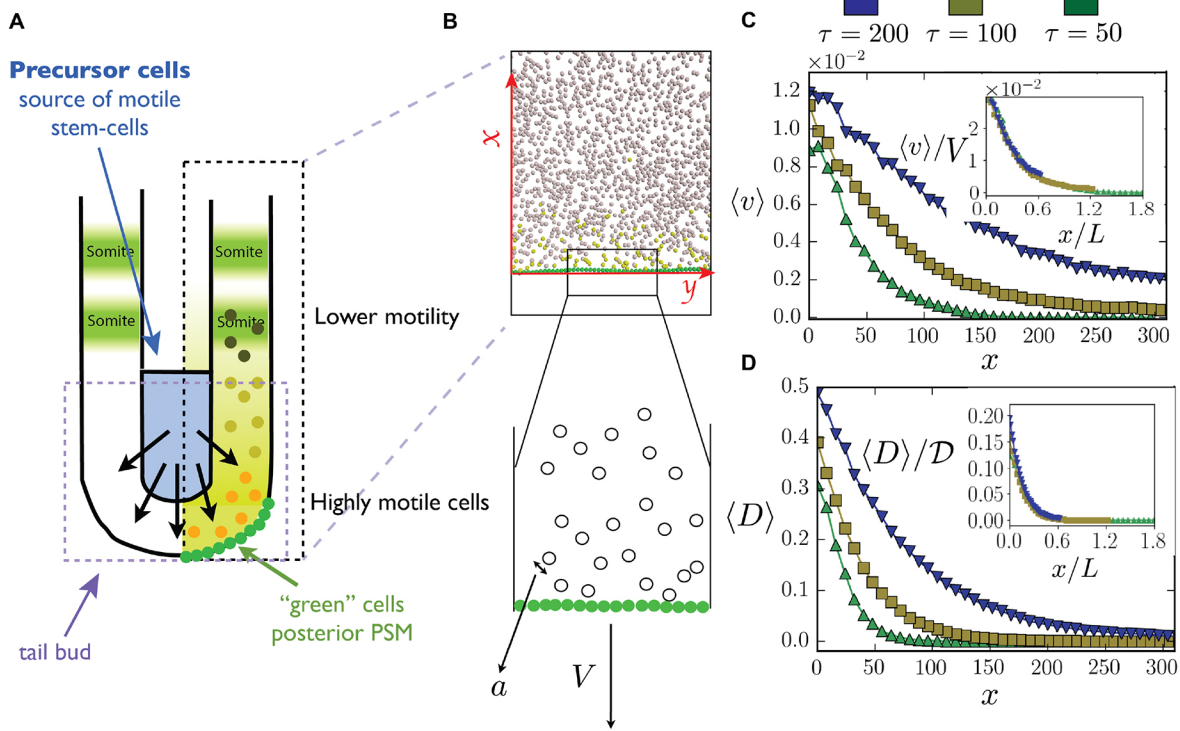 A
Precursor cells
source of motile
stem-cells
Somite
Somite
Somite
Somite
Lower motility
Highly motile cells
"green" cells
posterior PSM
tail bud
B
x
y
a
V
C
τ = 200 τ = 100 τ = 50
×10⁻²
1.2
1.0
0.8
0.6
0.4
0.2
0.0
⟨v⟩
0 50 100 150 200 250 300
x
⟨v⟩/V
×10⁻²
2
1
0
0.0 0.6 1.2 1.8
x/L
D
0.5
0.4
0.3
0.2
0.1
0.0
⟨D⟩
0 50 100 150 200 250 300
x
⟨D⟩/𝒟
0.20
0.15
0.10
0.05
0.00
0.0 0.6 1.2 1.8
x/L